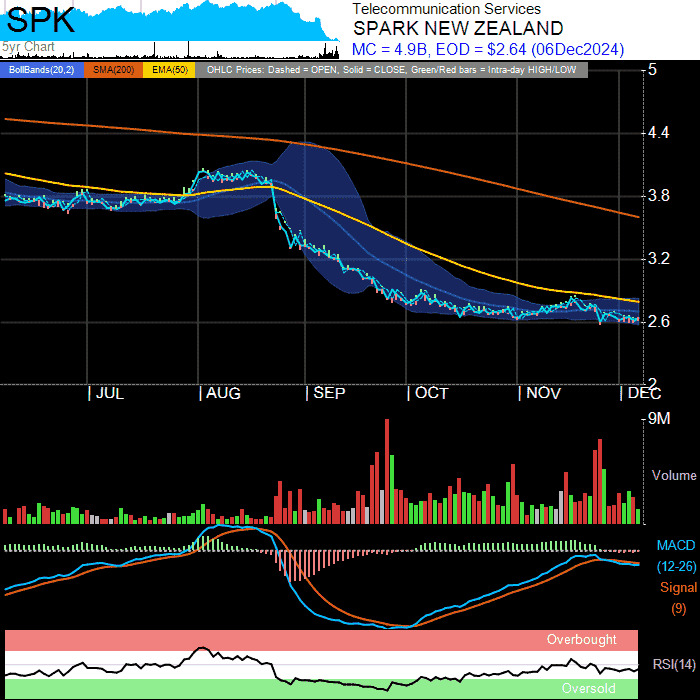 SPK
5yr Chart
Telecommunication Services
SPARK NEW ZEALAND
MC = 4.9B, EOD = $2.64 (06Dec2024)
BollBands(20,2) SMA(200) EMA(50) OHLC Prices: Dashed = OPEN, Solid = CLOSE, Green/Red bars = Intra-day HIGH/LOW
5
4.4
3.8
3.2
2.6
2
| JUL | AUG | SEP | OCT | NOV | DEC
9M
Volume
MACD
(12-26)
Signal
(9)
Overbought
RSI(14)
Oversold